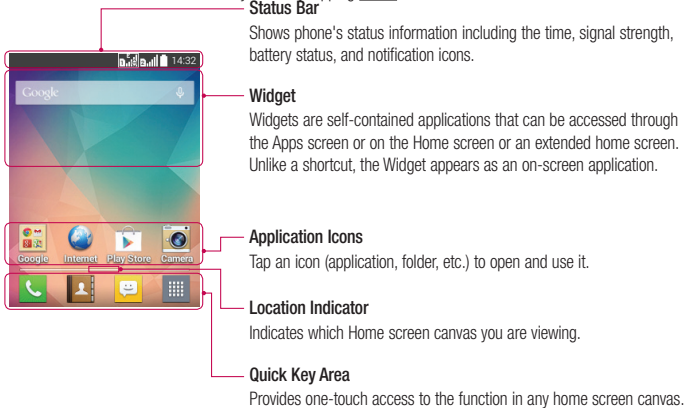 Status Bar
Shows phone's status information including the time, signal strength,
battery status, and notification icons.
14:32
Google
Widget
Widgets are self-contained applications that can be accessed through
the Apps screen or on the Home screen or an extended home screen.
Unlike a shortcut, the Widget appears as an on-screen application.
Google Internet Play Store Camera
Application Icons
Tap an icon (application, folder, etc.) to open and use it.
Location Indicator
Indicates which Home screen canvas you are viewing.
Quick Key Area
Provides one-touch access to the function in any home screen canvas.